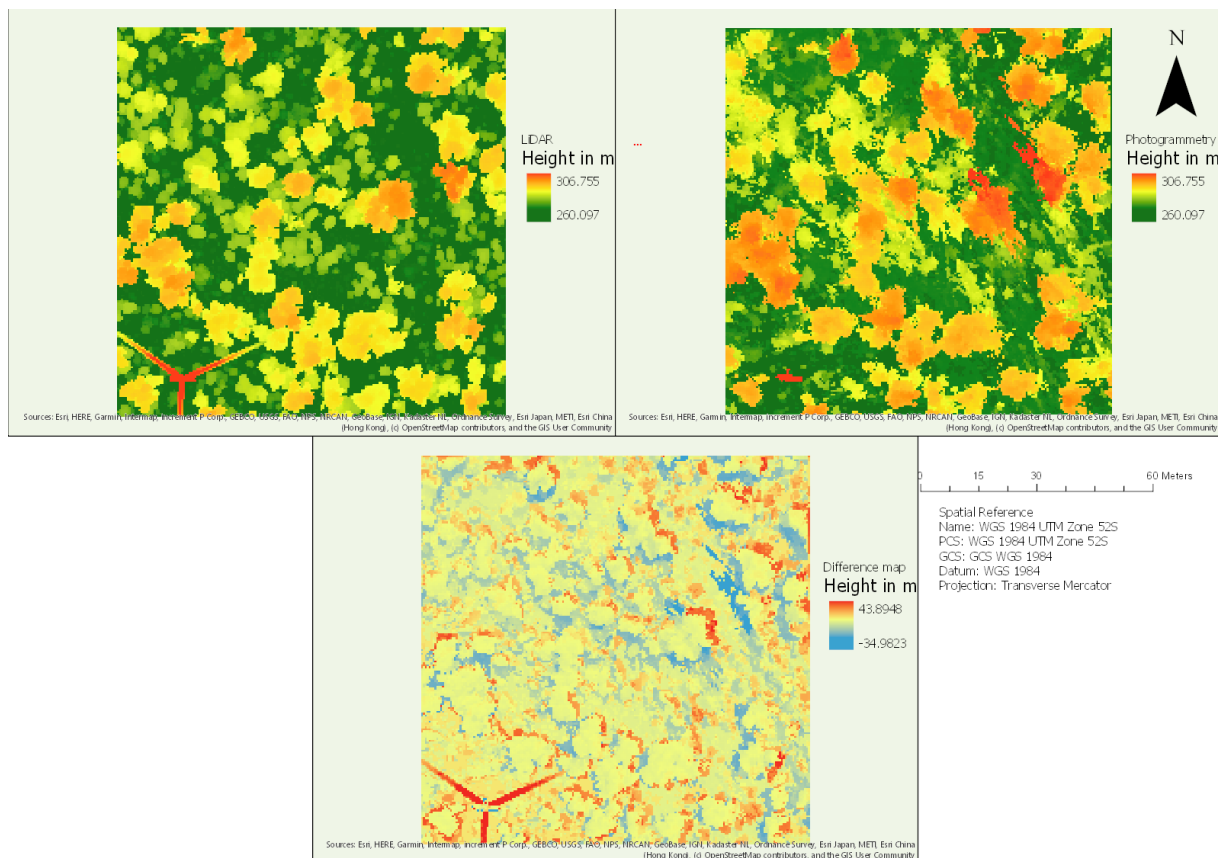 N
LiDAR
Height in m
306.755
260.097
...
Photogrammetry
Height in m
306.755
260.097
Sources: Esri, HERE, Garmin, Intermap, increment P Corp., GEBCO, USGS, FAO, NPS, NRCAN, GeoBase, IGN, Kadaster NL, Ordnance Survey, Esri Japan, METI, Esri China
(Hong Kong), (c) OpenStreetMap contributors, and the GIS User Community
Sources: Esri, HERE, Garmin, Intermap, increment P Corp., GEBCO, USGS, FAO, NPS, NRCAN, GeoBase, IGN, Kadaster NL, Ordnance Survey, Esri Japan, METI, Esri China
(Hong Kong), (c) OpenStreetMap contributors, and the GIS User Community
0 15 30 60 Meters
Spatial Reference
Name: WGS 1984 UTM Zone 52S
PCS: WGS 1984 UTM Zone 52S
GCS: GCS WGS 1984
Datum: WGS 1984
Projection: Transverse Mercator
Difference map
Height in m
43.8948
-34.9823
Sources: Esri, HERE, Garmin, Intermap, increment P Corp., GEBCO, USGS, FAO, NPS, NRCAN, GeoBase, IGN, Kadaster NL, Ordnance Survey, Esri Japan, METI, Esri China
(Hong Kong), (c) OpenStreetMap contributors, and the GIS User Community